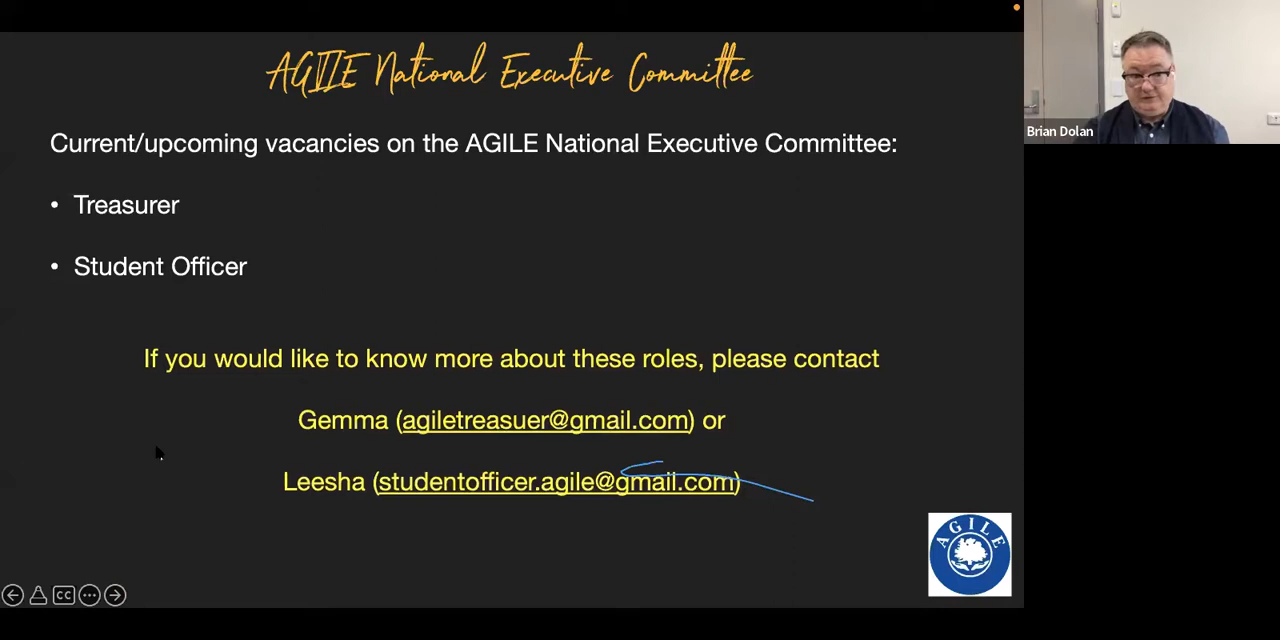 AGILE National Executive Committee
Brian Dolan
Current/upcoming vacancies on the AGILE National Executive Committee:
• Treasurer
• Student Officer
If you would like to know more about these roles, please contact
Gemma (agiletreasuer@gmail.com) or
Leesha (studentofficer.agile@gmail.com)
AGILE
CC